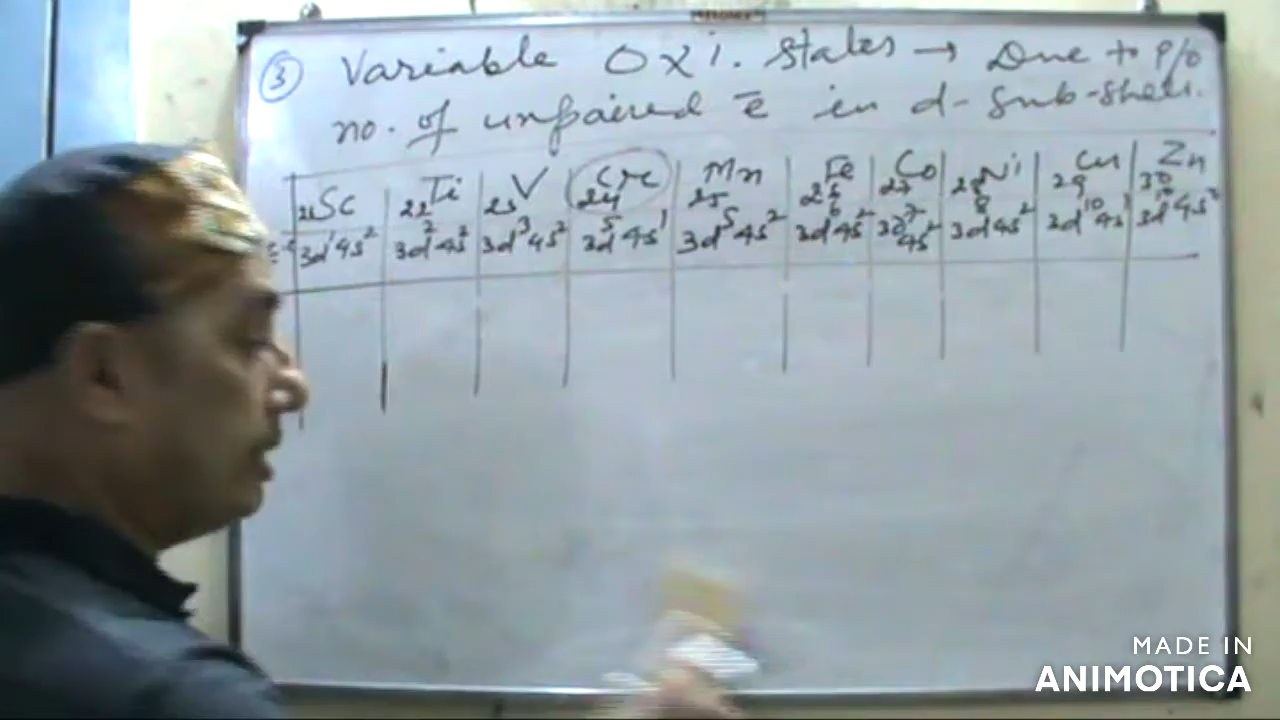 ③ Variable Oxi. states → Due to P/o
no. of unpaired ē in d-sub-shell.
21Sc 22Ti 23V 24Cr 25Mn 26Fe 27Co 28Ni 29Cu 30Zn
3d¹4s² 3d²4s² 3d³4s² 3d⁵4s¹ 3d⁵4s² 3d⁶4s² 3d⁷4s² 3d⁸4s² 3d¹⁰4s¹ 3d¹⁰4s²
MADE IN
ANIMOTICA